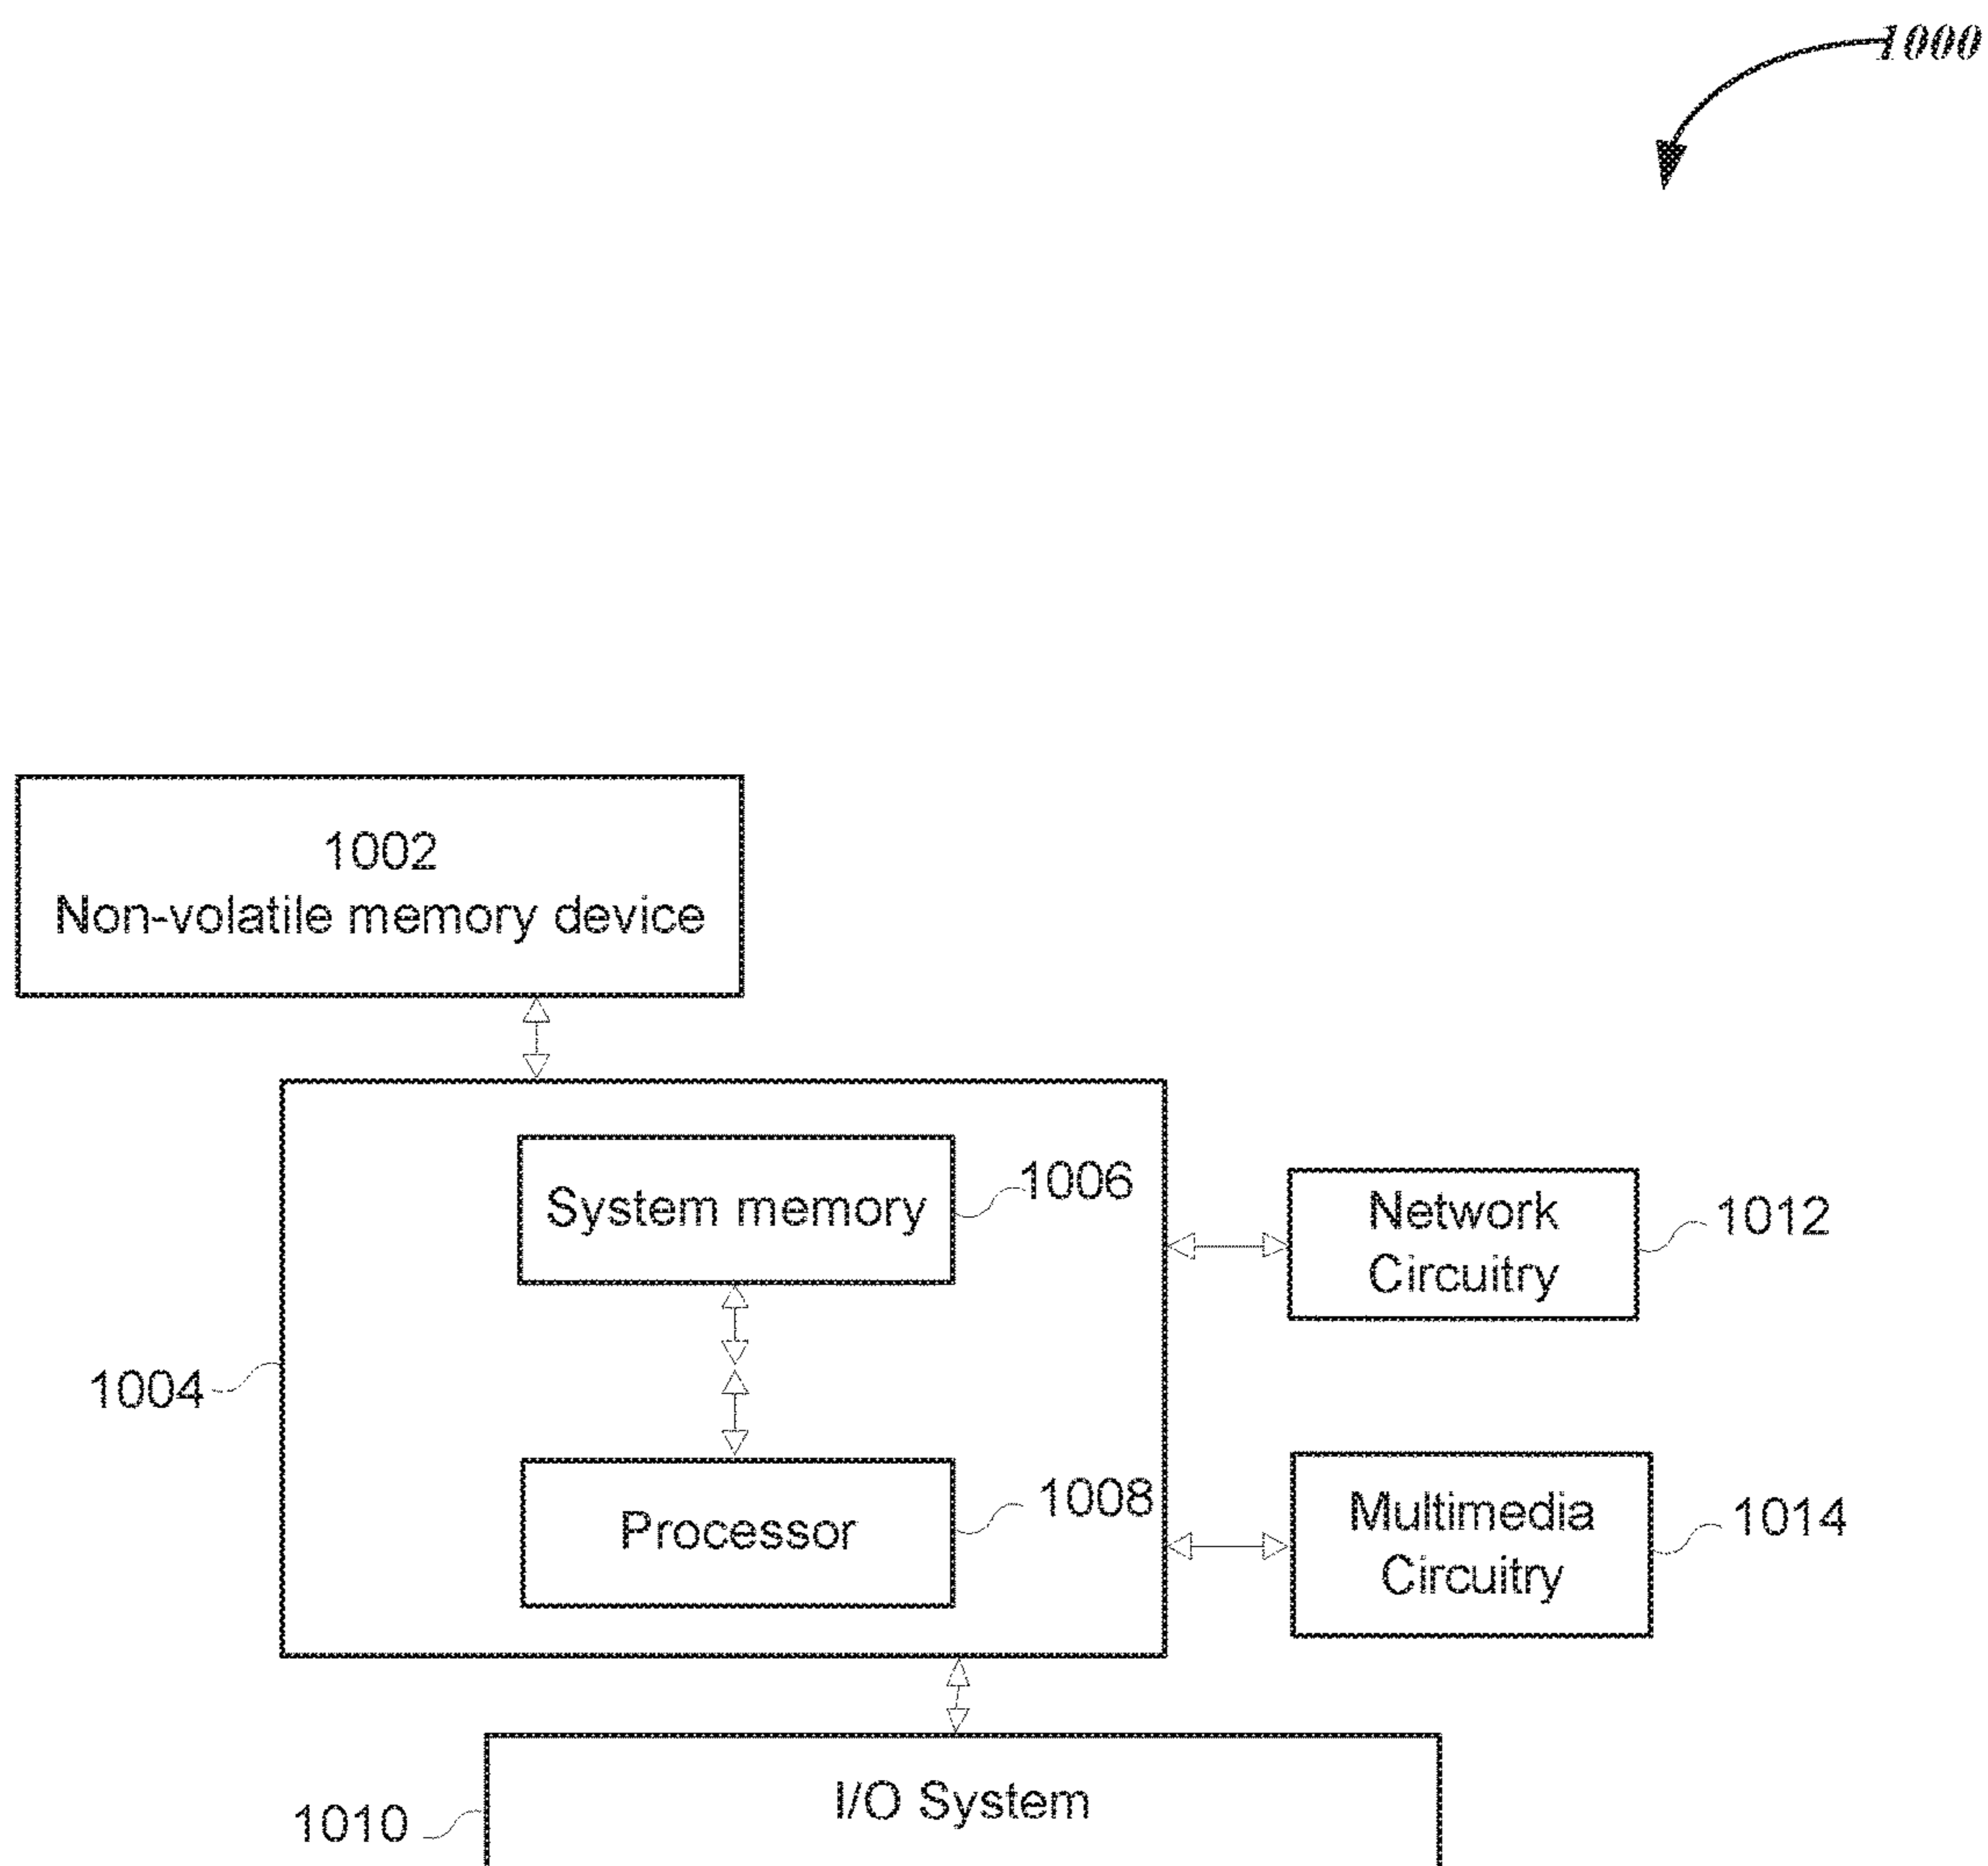 1000
1002
Non-volatile memory device
System memory
1006
Network
Circuitry
1012
1004
Processor
1008
Multimedia
Circuitry
1014
I/O System
1010